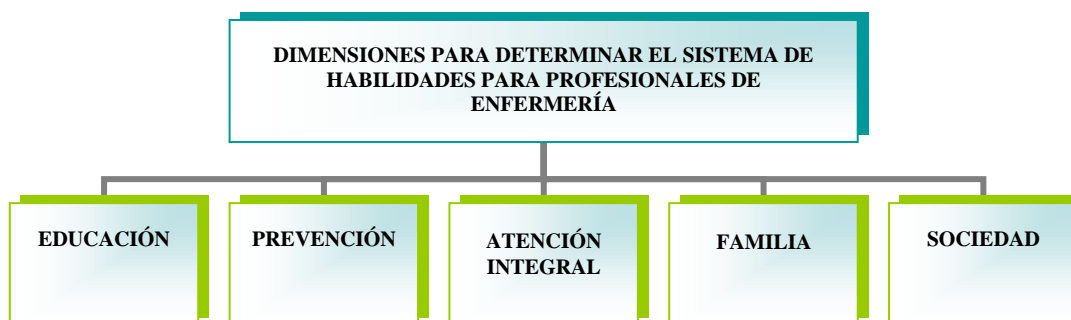 DIMENSIONES PARA DETERMINAR EL SISTEMA DE
HABILIDADES PARA PROFESIONALES DE
ENFERMERÍA
EDUCACIÓN
PREVENCIÓN
ATENCIÓN
INTEGRAL
FAMILIA
SOCIEDAD